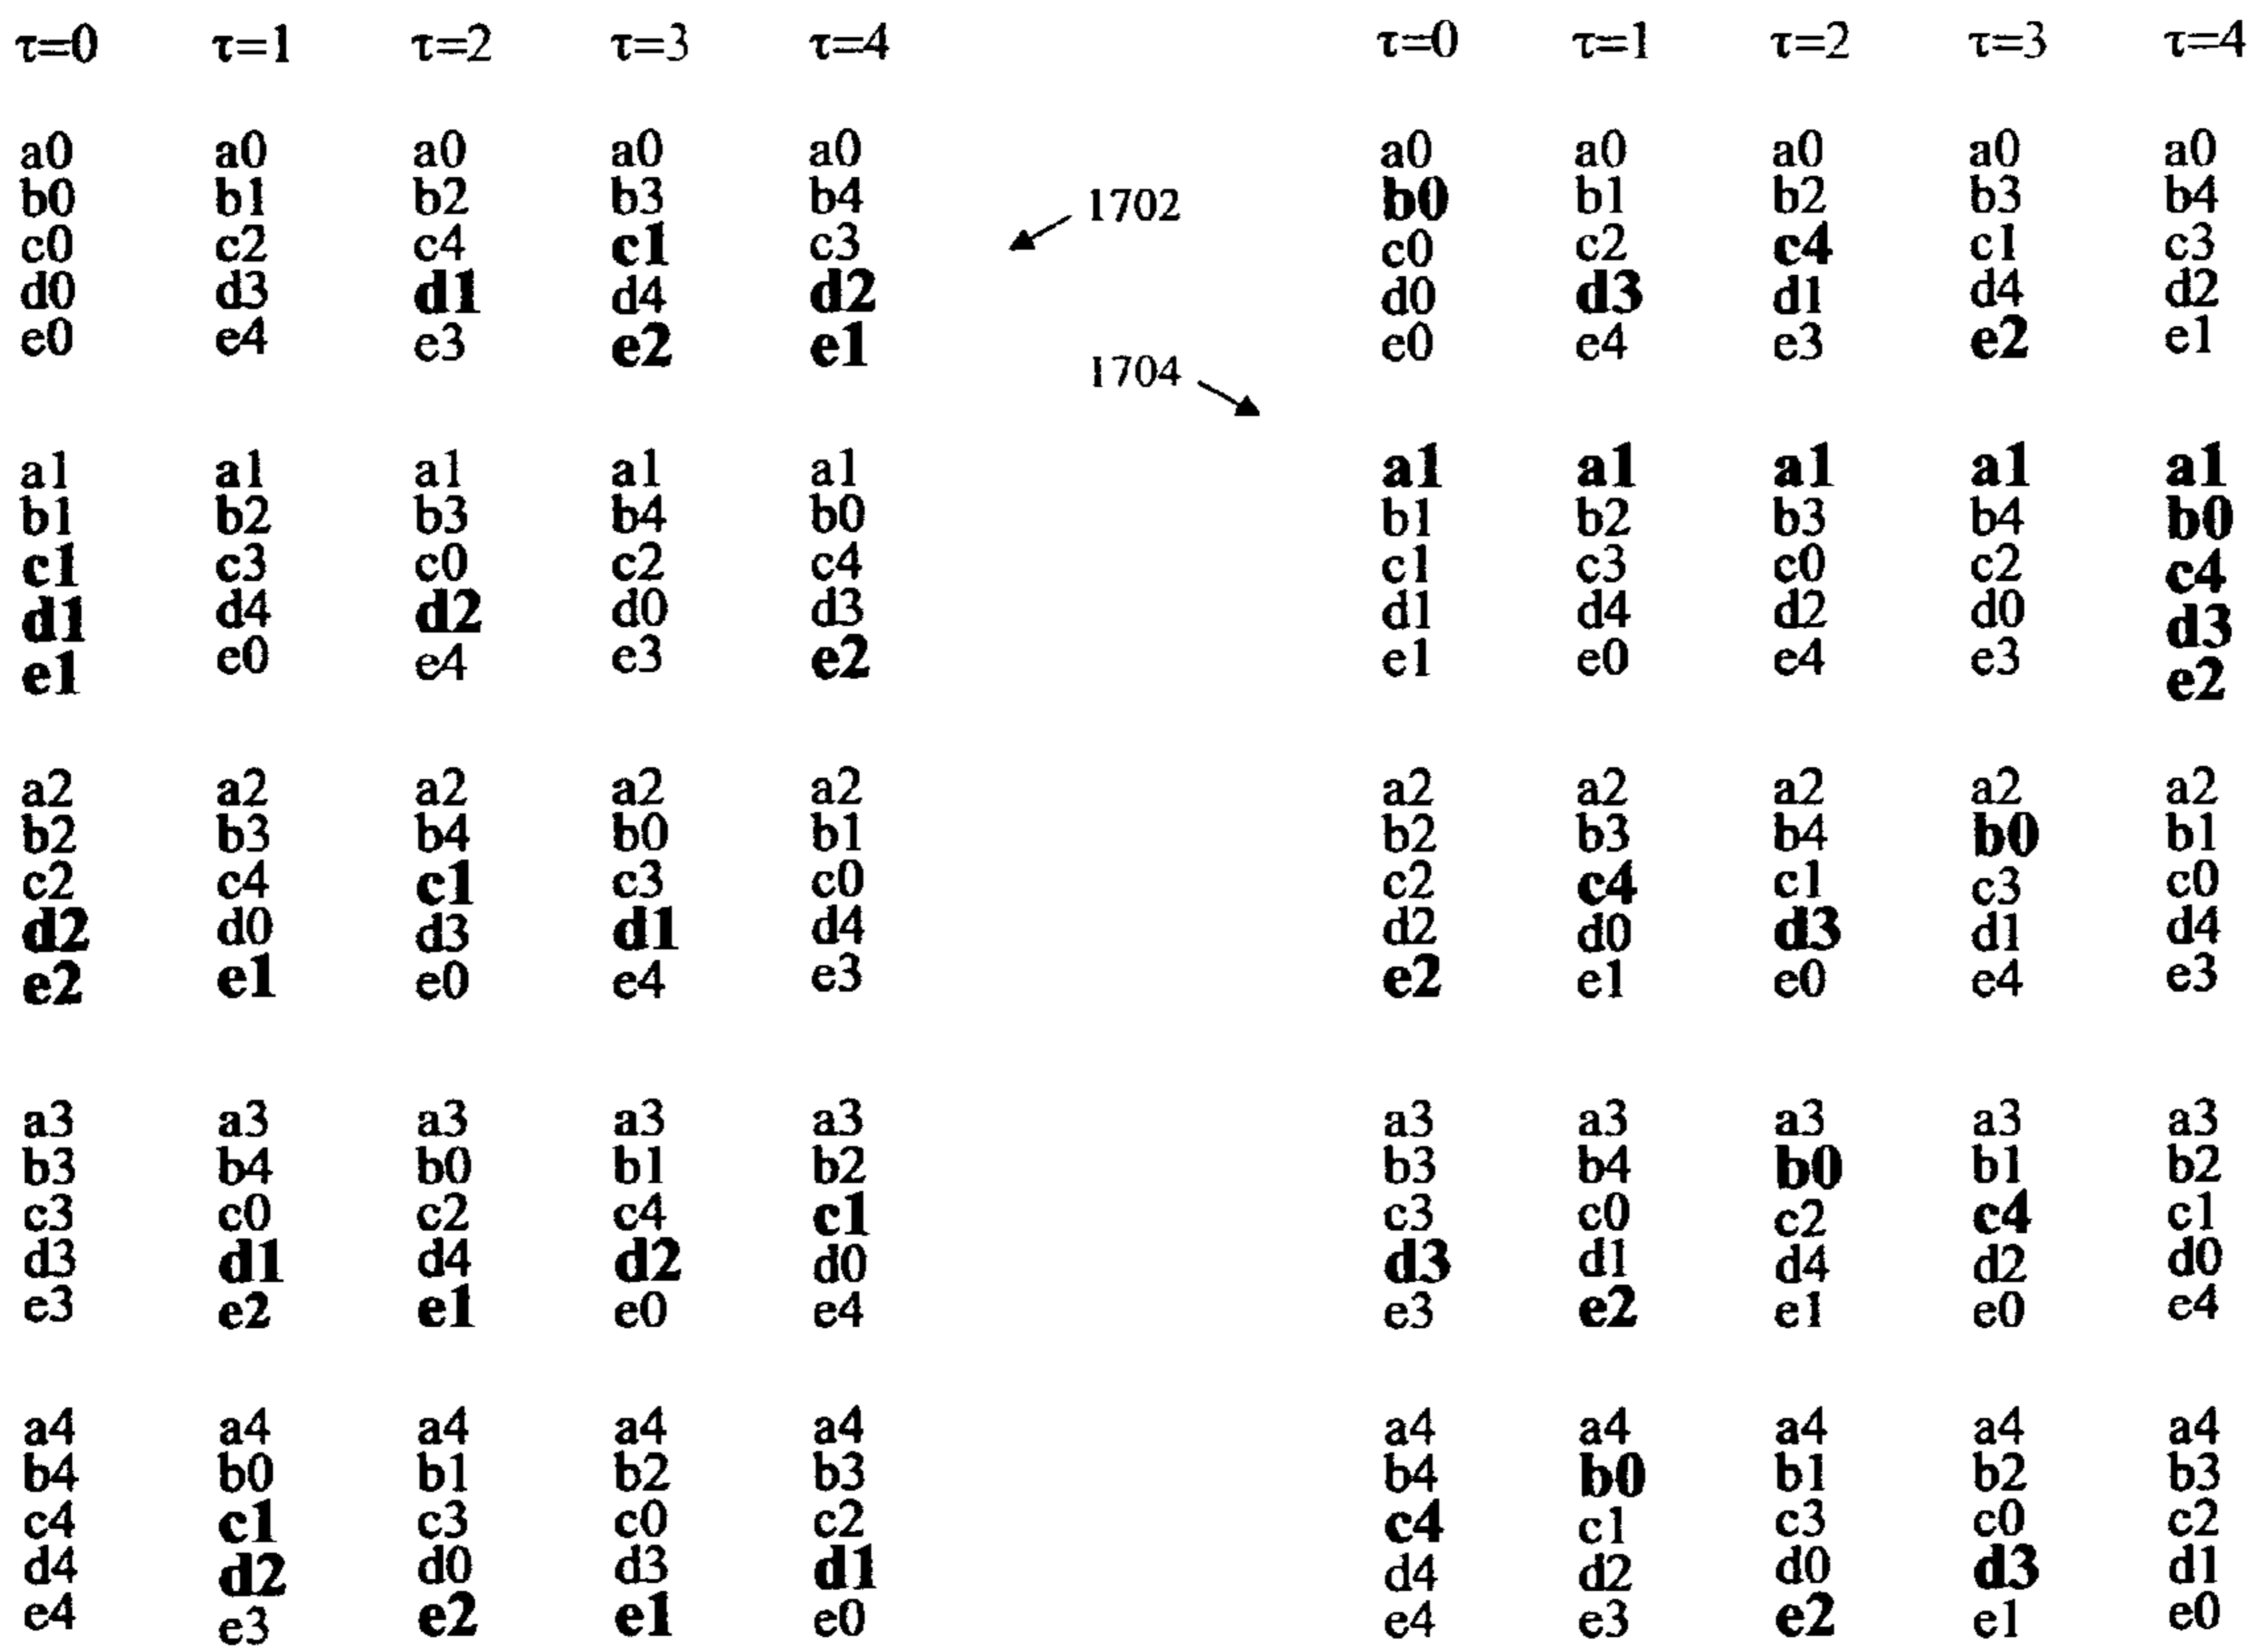 τ=0 τ=1 τ=2 τ=3 τ=4 τ=0 τ=1 τ=2 τ=3 τ=4
a0 a0 a0 a0 a0 a0 a0 a0 a0 a0
b0 b1 b2 b3 b4 1702 b0 b1 b2 b3 b4
c0 c2 c4 c1 c3 c0 c2 c4 c1 c3
d0 d3 d1 d4 d2 d0 d3 d1 d4 d2
e0 e4 e3 e2 e1 e0 e4 e3 e2 e1
1704
a1 a1 a1 a1 a1 a1 a1 a1 a1 a1
b1 b2 b3 b4 b0 b1 b2 b3 b4 b0
c1 c3 c0 c2 c4 c1 c3 c0 c2 c4
d1 d4 d2 d0 d3 d1 d4 d2 d0 d3
e1 e0 e4 e3 e2 e1 e0 e4 e3 e2
a2 a2 a2 a2 a2 a2 a2 a2 a2 a2
b2 b3 b4 b0 b1 b2 b3 b4 b0 b1
c2 c4 c1 c3 c0 c2 c4 c1 c3 c0
d2 d0 d3 d1 d4 d2 d0 d3 d1 d4
e2 e1 e0 e4 e3 e2 e1 e0 e4 e3
a3 a3 a3 a3 a3 a3 a3 a3 a3 a3
b3 b4 b0 b1 b2 b3 b4 b0 b1 b2
c3 c0 c2 c4 c1 c3 c0 c2 c4 c1
d3 d1 d4 d2 d0 d3 d1 d4 d2 d0
e3 e2 e1 e0 e4 e3 e2 e1 e0 e4
a4 a4 a4 a4 a4 a4 a4 a4 a4 a4
b4 b0 b1 b2 b3 b4 b0 b1 b2 b3
c4 c1 c3 c0 c2 c4 c1 c3 c0 c2
d4 d2 d0 d3 d1 d4 d2 d0 d3 d1
e4 e3 e2 e1 e0 e4 e3 e2 e1 e0